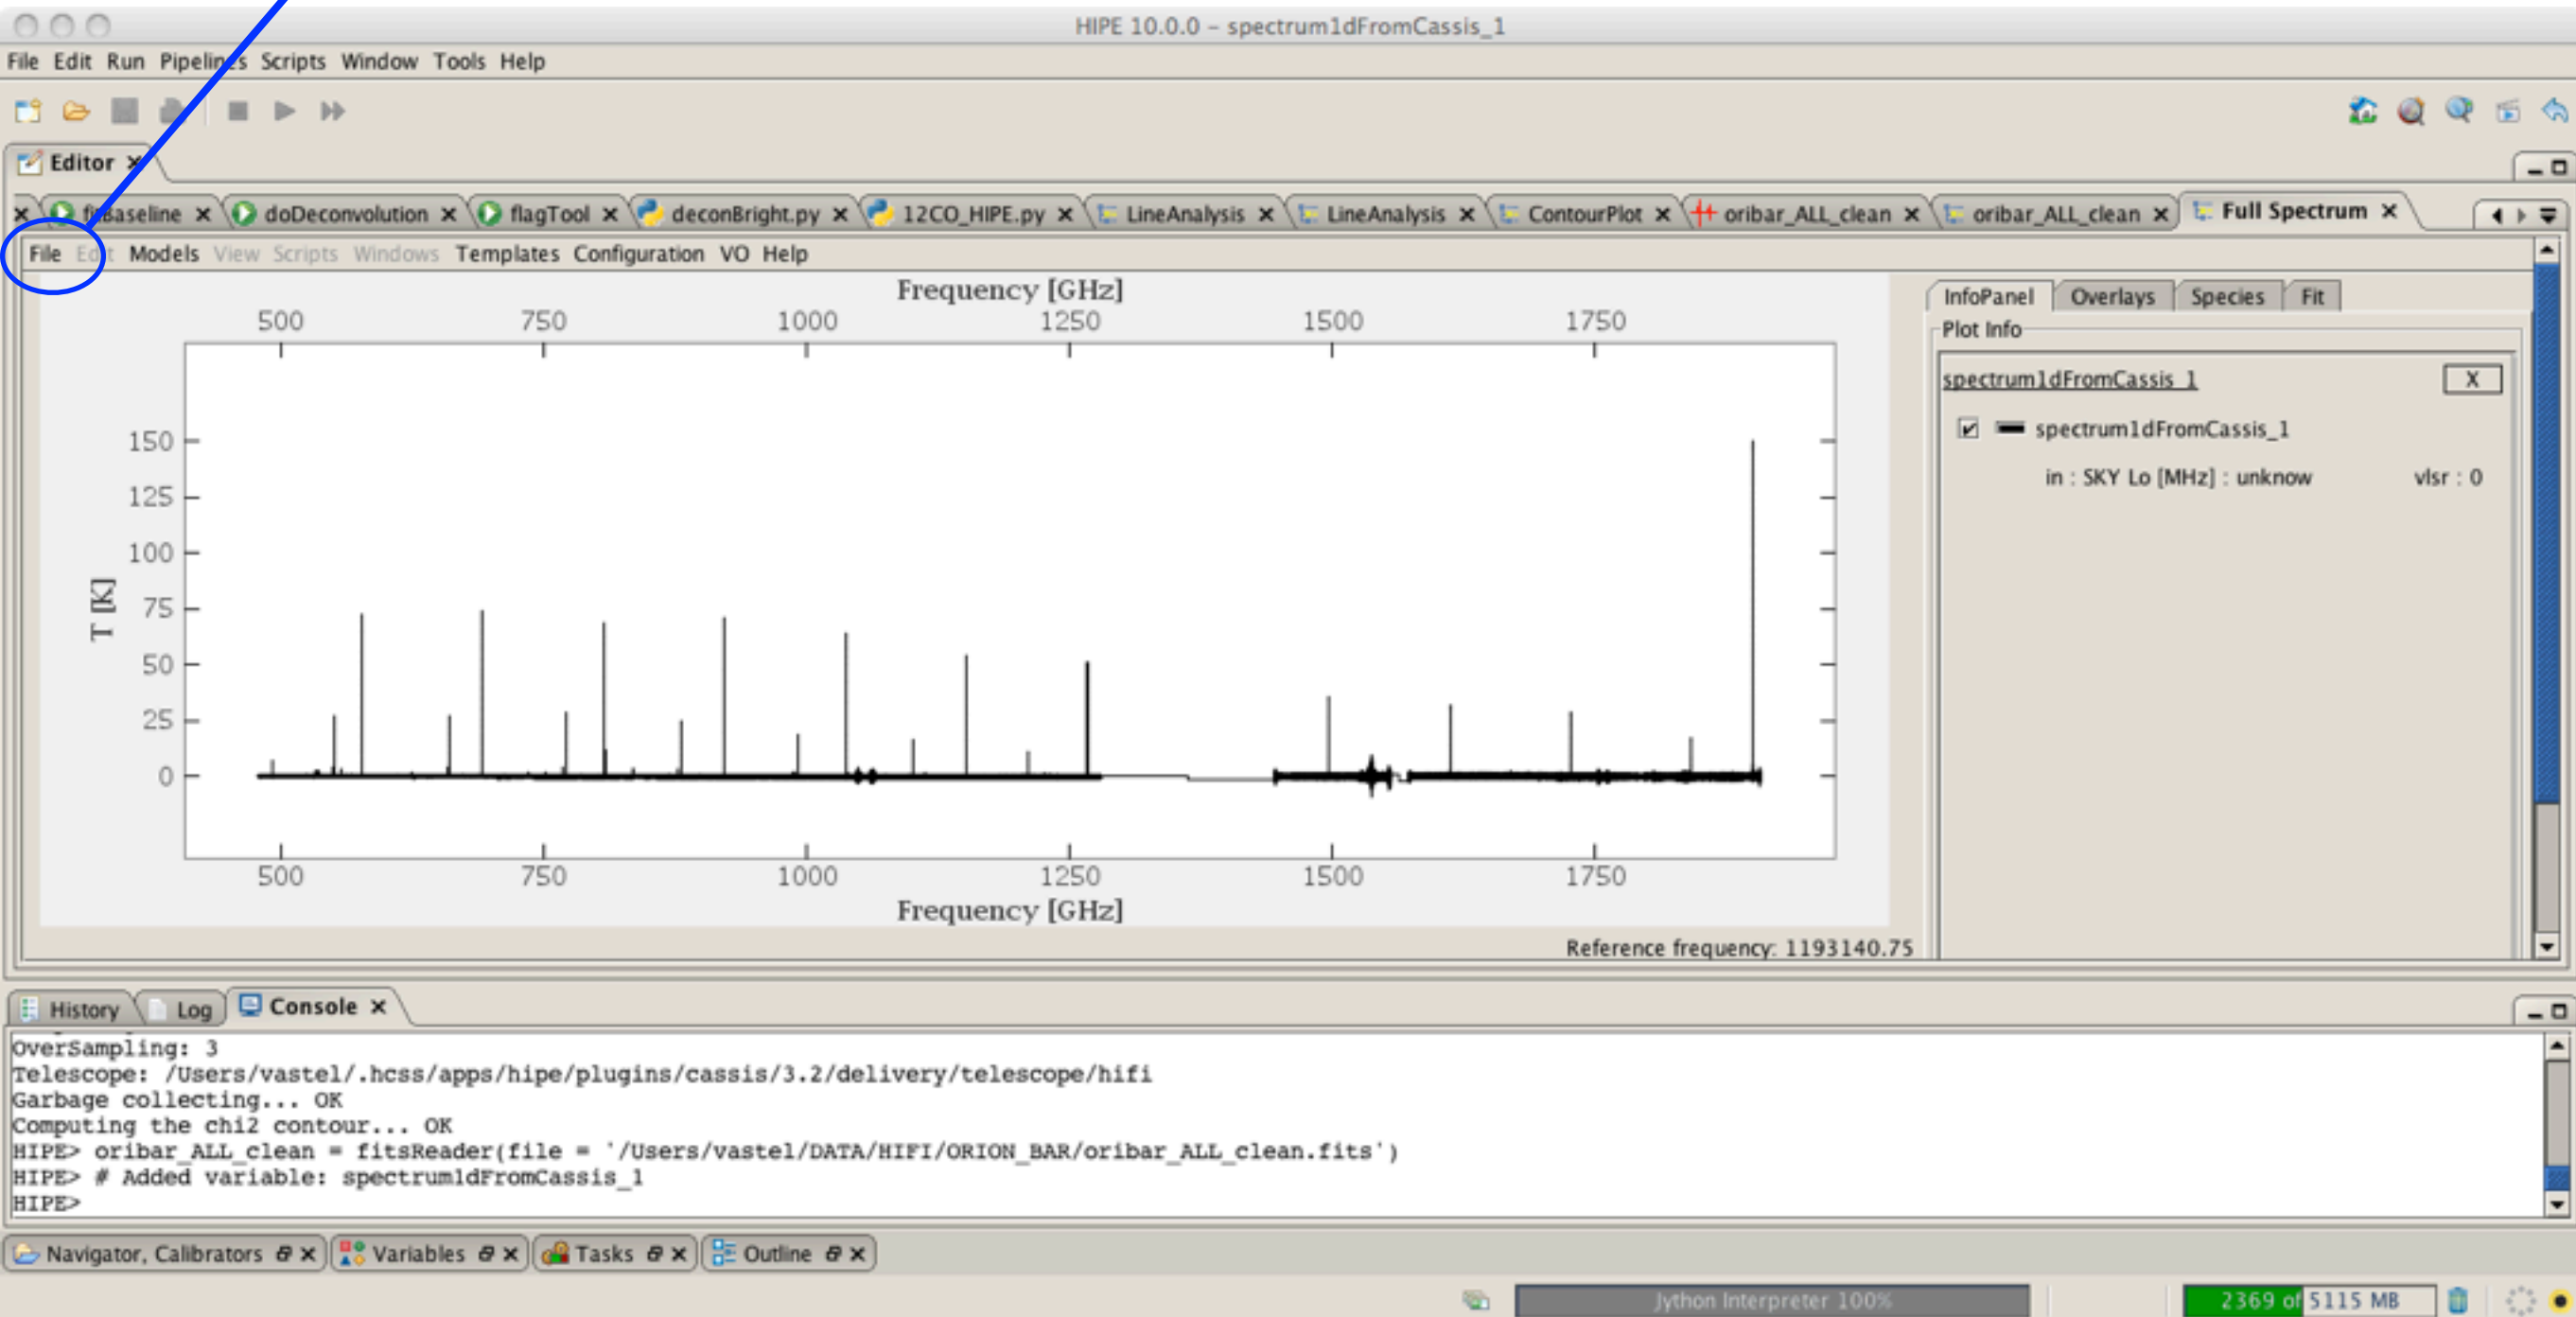 HIPE 10.0.0 – spectrum1dFromCassis_1
File Edit Run Pipelines Scripts Window Tools Help
Editor
fitBaseline doDeconvolution flagTool deconBright.py 12CO_HIPE.py LineAnalysis LineAnalysis ContourPlot oribar_ALL_clean oribar_ALL_clean Full Spectrum
File Edit Models View Scripts Windows Templates Configuration VO Help
Frequency [GHz]
500 750 1000 1250 1500 1750
150
125
100
75
50
25
0
T [K]
500 750 1000 1250 1500 1750
Frequency [GHz]
Reference frequency: 1193140.75
InfoPanel Overlays Species Fit
Plot Info
spectrum1dFromCassis_1 X
spectrum1dFromCassis_1
in : SKY Lo [MHz] : unknow vlsr : 0
History Log Console
OverSampling: 3
Telescope: /Users/vastel/.hcss/apps/hipe/plugins/cassis/3.2/delivery/telescope/hifi
Garbage collecting... OK
Computing the chi2 contour... OK
HIPE> oribar_ALL_clean = fitsReader(file = '/Users/vastel/DATA/HIFI/ORION_BAR/oribar_ALL_clean.fits')
HIPE> # Added variable: spectrum1dFromCassis_1
HIPE>
Navigator, Calibrators Variables Tasks Outline
Jython Interpreter 100% 2369 of 5115 MB